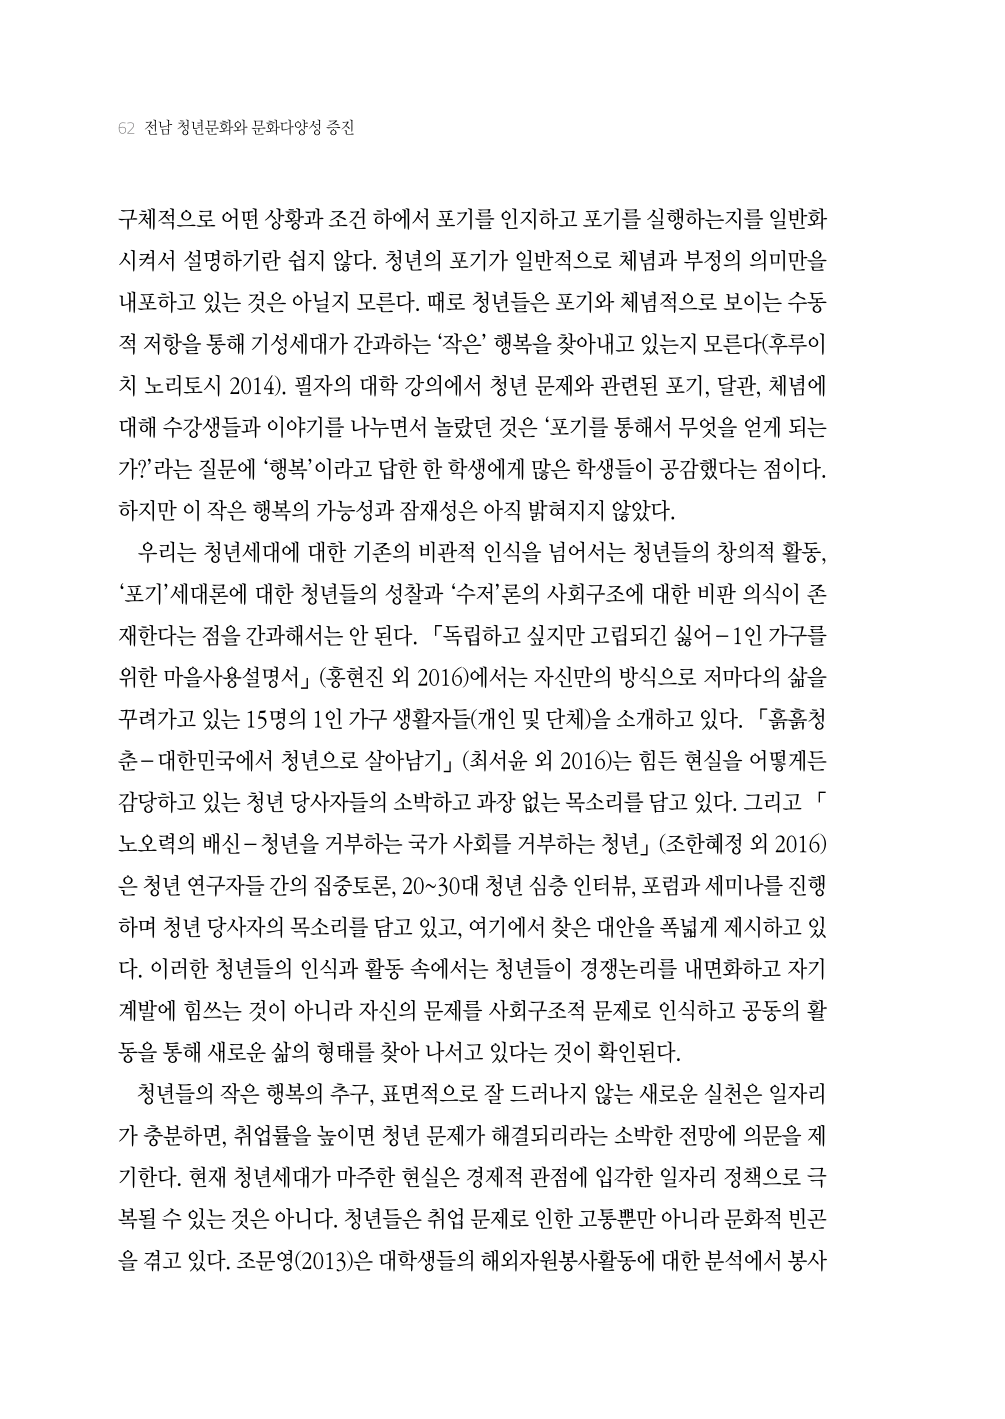 62 전남 청년문화와 문화다양성 증진
구체적으로 어떤 상황과 조건 하에서 포기를 인지하고 포기를 실행하는지를 일반화
시켜서 설명하기란 쉽지 않다. 청년의 포기가 일반적으로 체념과 부정의 의미만을
내포하고 있는 것은 아닐지 모른다. 때로 청년들은 포기와 체념적으로 보이는 수동
적 저항을 통해 기성세대가 간과하는 ‘작은’ 행복을 찾아내고 있는지 모른다(후루이
치 노리토시 2014). 필자의 대학 강의에서 청년 문제와 관련된 포기, 달관, 체념에
대해 수강생들과 이야기를 나누면서 놀랐던 것은 ‘포기를 통해서 무엇을 얻게 되는
가?’라는 질문에 ‘행복’이라고 답한 한 학생에게 많은 학생들이 공감했다는 점이다.
하지만 이 작은 행복의 가능성과 잠재성은 아직 밝혀지지 않았다.
우리는 청년세대에 대한 기존의 비관적 인식을 넘어서는 청년들의 창의적 활동,
‘포기’세대론에 대한 청년들의 성찰과 ‘수저’론의 사회구조에 대한 비판 의식이 존
재한다는 점을 간과해서는 안 된다. 「독립하고 싶지만 고립되긴 싫어–1인 가구를
위한 마을사용설명서」(홍현진 외 2016)에서는 자신만의 방식으로 저마다의 삶을
꾸려가고 있는 15명의 1인 가구 생활자들(개인 및 단체)을 소개하고 있다. 「흙흙청
춘–대한민국에서 청년으로 살아남기」(최서윤 외 2016)는 힘든 현실을 어떻게든
감당하고 있는 청년 당사자들의 소박하고 과장 없는 목소리를 담고 있다. 그리고 「
노오력의 배신–청년을 거부하는 국가 사회를 거부하는 청년」(조한혜정 외 2016)
은 청년 연구자들 간의 집중토론, 20~30대 청년 심층 인터뷰, 포럼과 세미나를 진행
하며 청년 당사자의 목소리를 담고 있고, 여기에서 찾은 대안을 폭넓게 제시하고 있
다. 이러한 청년들의 인식과 활동 속에서는 청년들이 경쟁논리를 내면화하고 자기
계발에 힘쓰는 것이 아니라 자신의 문제를 사회구조적 문제로 인식하고 공동의 활
동을 통해 새로운 삶의 형태를 찾아 나서고 있다는 것이 확인된다.
청년들의 작은 행복의 추구, 표면적으로 잘 드러나지 않는 새로운 실천은 일자리
가 충분하면, 취업률을 높이면 청년 문제가 해결되리라는 소박한 전망에 의문을 제
기한다. 현재 청년세대가 마주한 현실은 경제적 관점에 입각한 일자리 정책으로 극
복될 수 있는 것은 아니다. 청년들은 취업 문제로 인한 고통뿐만 아니라 문화적 빈곤
을 겪고 있다. 조문영(2013)은 대학생들의 해외자원봉사활동에 대한 분석에서 봉사